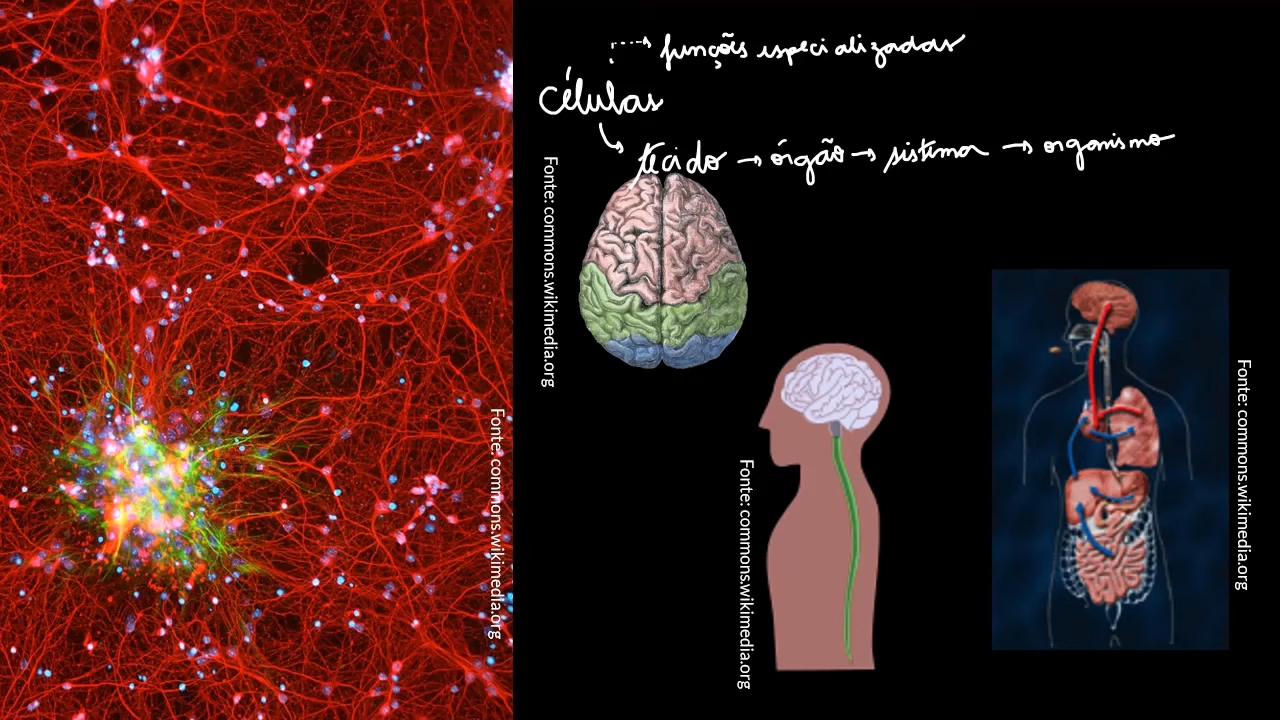 funções especializadas
Células
tecido → órgão → sistema → organismo
Fonte: commons.wikimedia.org
Fonte: commons.wikimedia.org
Fonte: commons.wikimedia.org
Fonte: commons.wikimedia.org